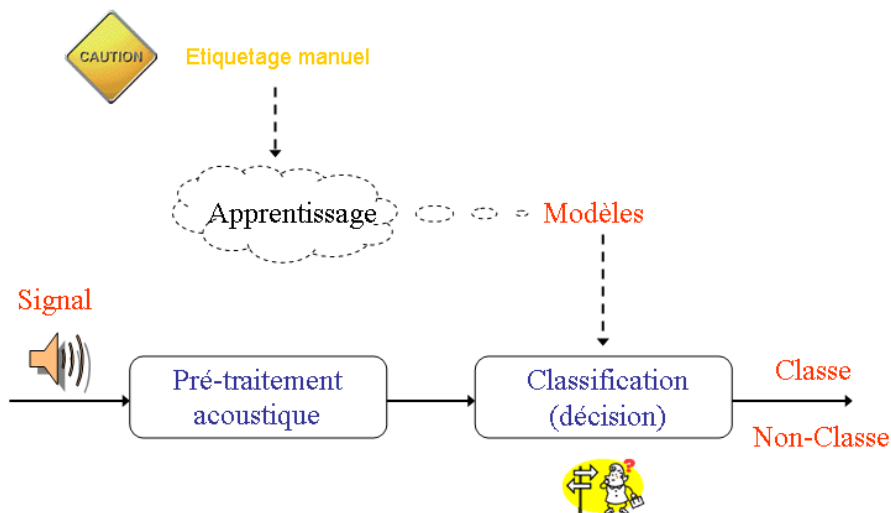 CAUTION
Etiquetage manuel
Apprentissage
Modèles
Signal
Pré-traitement
acoustique
Classification
(décision)
Classe
Non-Classe
?